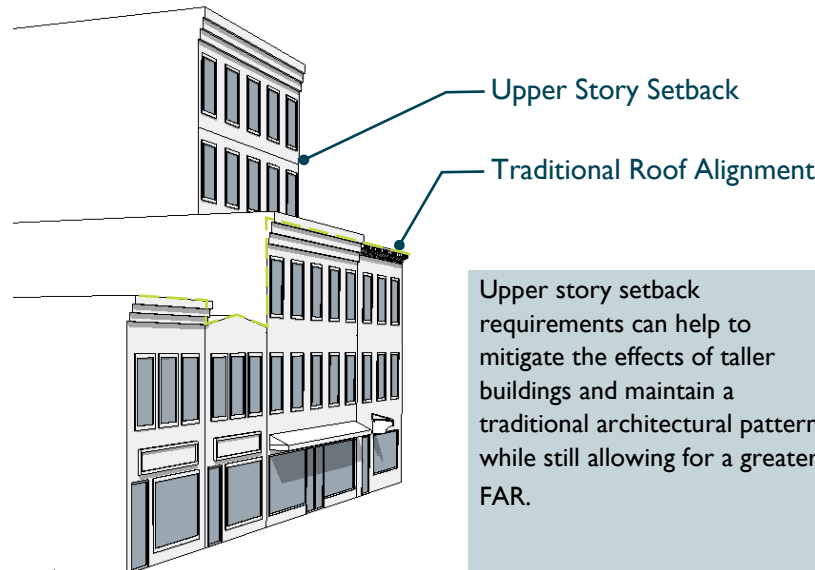 Upper Story Setback
Traditional Roof Alignment
Upper story setback
requirements can help to
mitigate the effects of taller
buildings and maintain a
traditional architectural pattern
while still allowing for a greater
FAR.